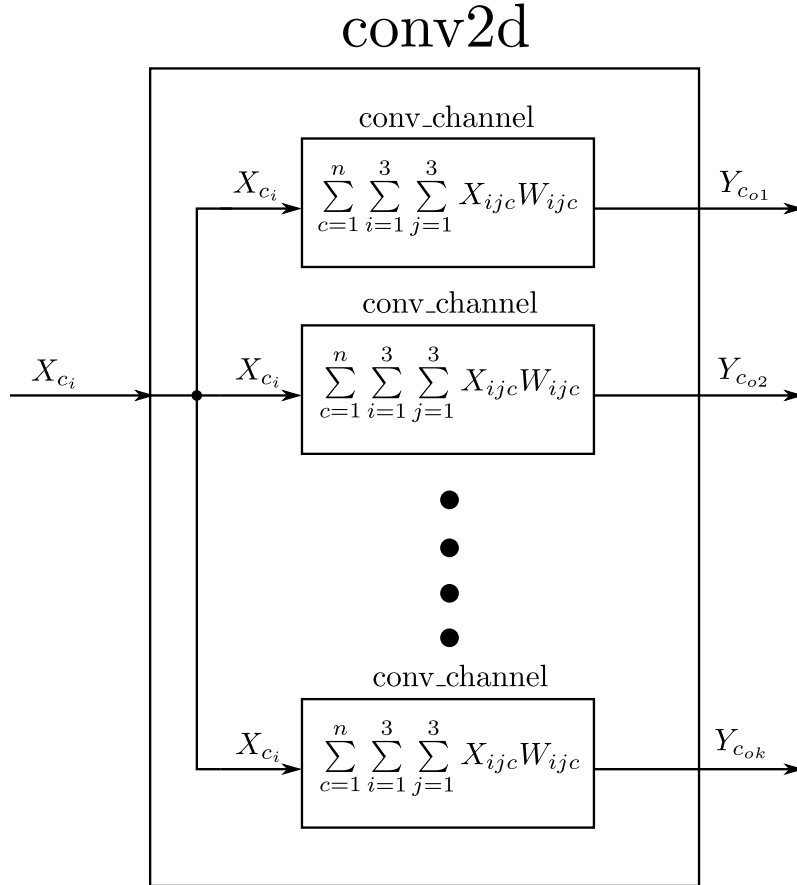 conv2d
conv_channel
X_{c_i} \sum_{c=1}^{n} \sum_{i=1}^{3} \sum_{j=1}^{3} X_{ijc} W_{ijc} Y_{c_{o1}}
conv_channel
X_{c_i} X_{c_i} \sum_{c=1}^{n} \sum_{i=1}^{3} \sum_{j=1}^{3} X_{ijc} W_{ijc} Y_{c_{o2}}
conv_channel
X_{c_i} \sum_{c=1}^{n} \sum_{i=1}^{3} \sum_{j=1}^{3} X_{ijc} W_{ijc} Y_{c_{ok}}